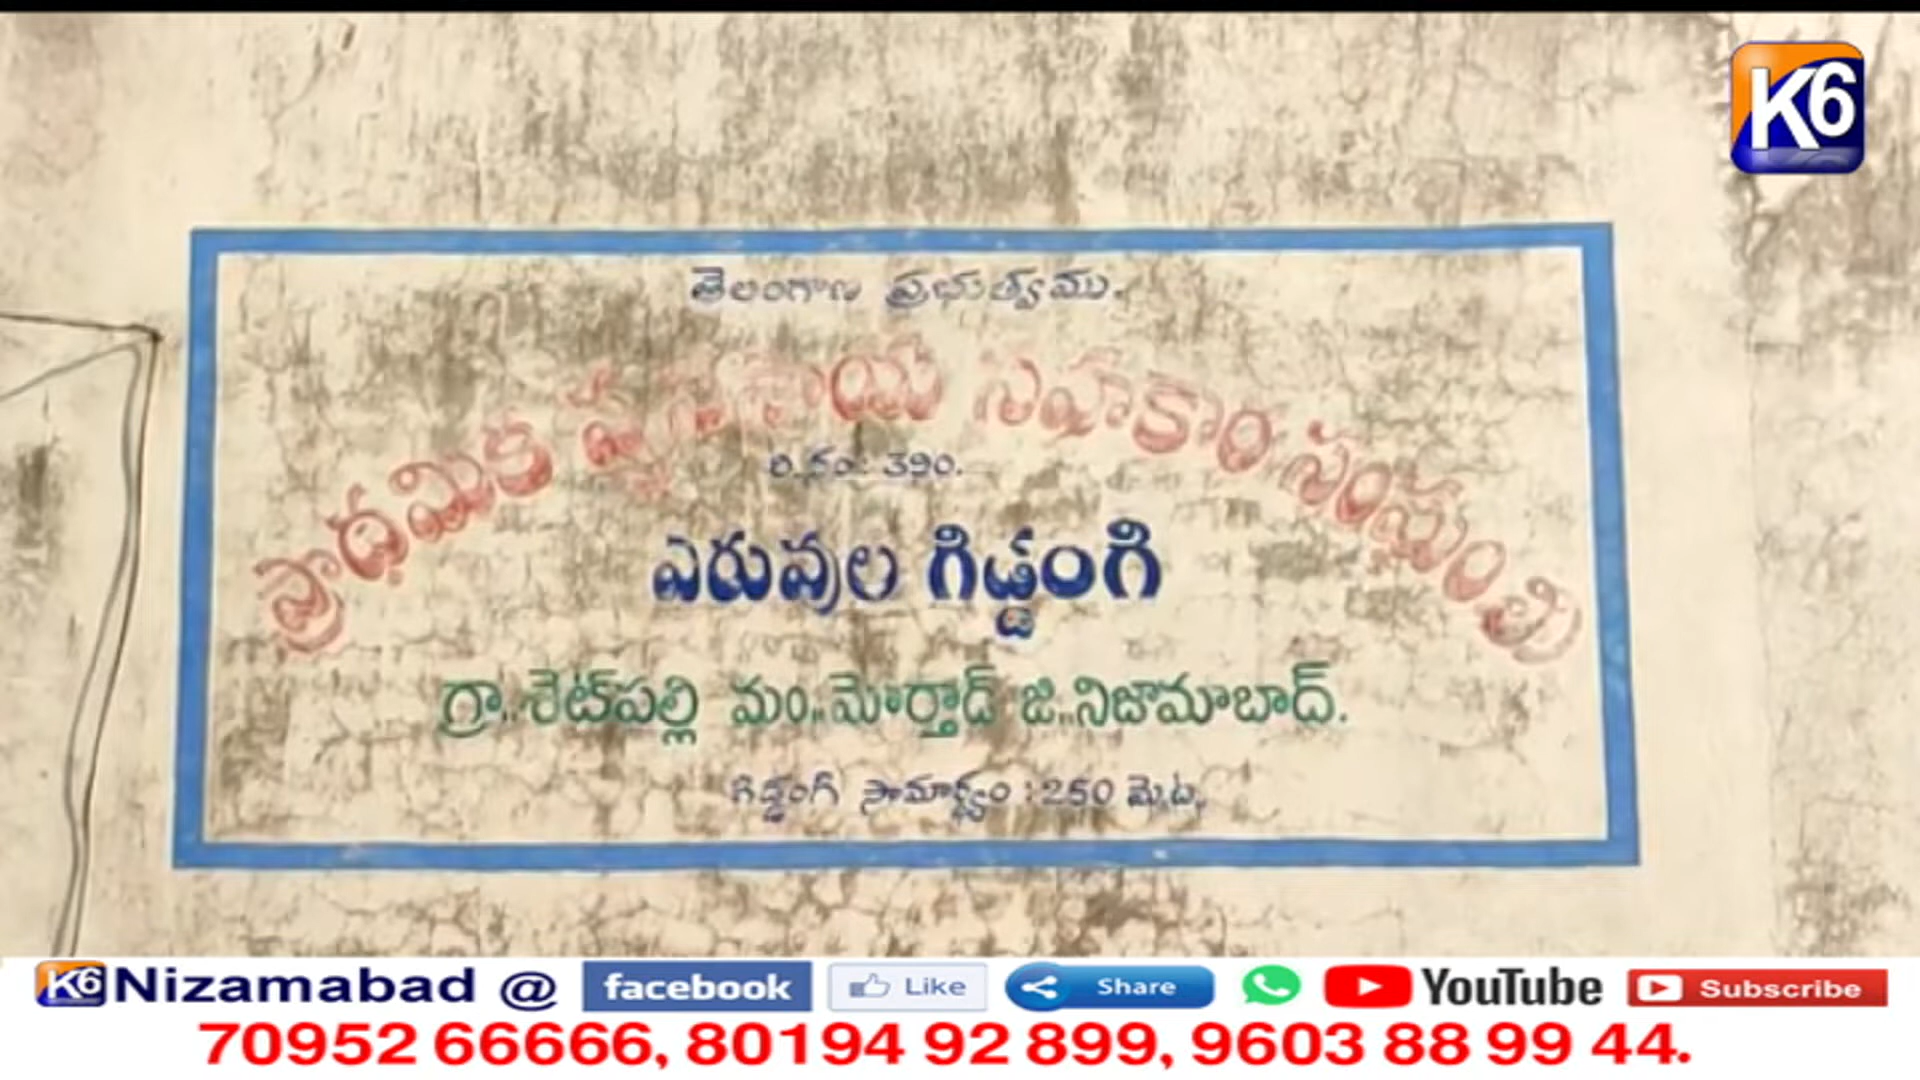 K6
తెలంగాణ ప్రభుత్వము.
ప్రాథమిక వ్యవసాయ సహకార సంఘం లి
రి.నం: 390.
ఎరువుల గిడ్డంగి
గ్రా..శెట్‌పల్లి మం..మోర్తాడ్ జి..నిజామాబాద్.
గిడ్డంగి సామర్థ్యం : 250 మె.ట.
K6 Nizamabad @ facebook Like Share YouTube Subscribe
70952 66666, 80194 92 899, 9603 88 99 44.